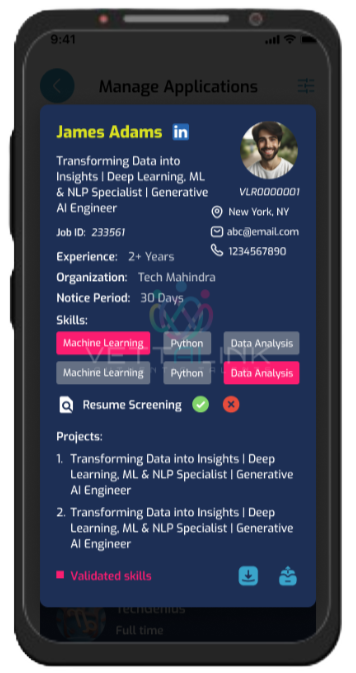 9:41
Manage Applications
James Adams in
Transforming Data into
Insights | Deep Learning, ML
& NLP Specialist | Generative
AI Engineer
VLR0000001
New York, NY
Job ID: 233561
abc@email.com
1234567890
Experience: 2+ Years
Organization: Tech Mahindra
Notice Period: 30 Days
Skills:
Machine Learning Python Data Analysis
VETTALINK
Machine Learning Python Data Analysis
Resume Screening
Projects:
1. Transforming Data into Insights | Deep
Learning, ML & NLP Specialist | Generative
AI Engineer
2. Transforming Data into Insights | Deep
Learning, ML & NLP Specialist | Generative
AI Engineer
Validated skills
TechGenius
Full time